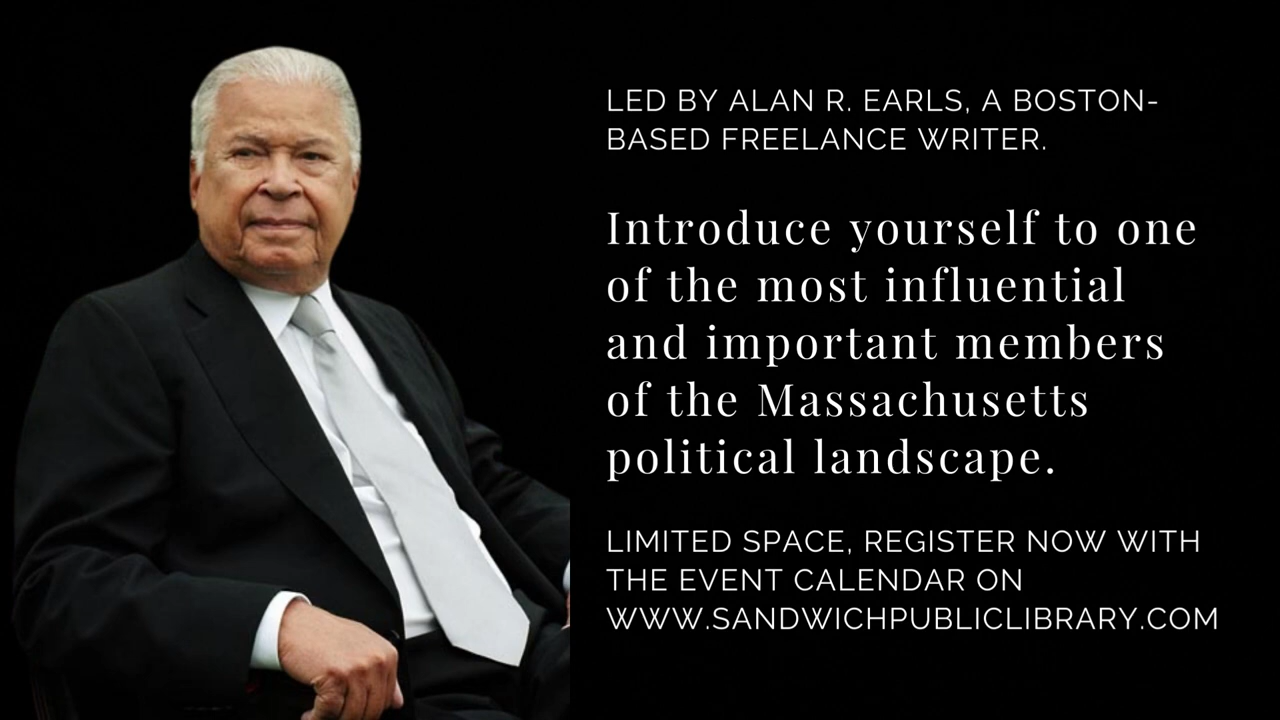 LED BY ALAN R. EARLS, A BOSTON-
BASED FREELANCE WRITER.
Introduce yourself to one
of the most influential
and important members
of the Massachusetts
political landscape.
LIMITED SPACE, REGISTER NOW WITH
THE EVENT CALENDAR ON
WWW.SANDWICHPUBLICLIBRARY.COM